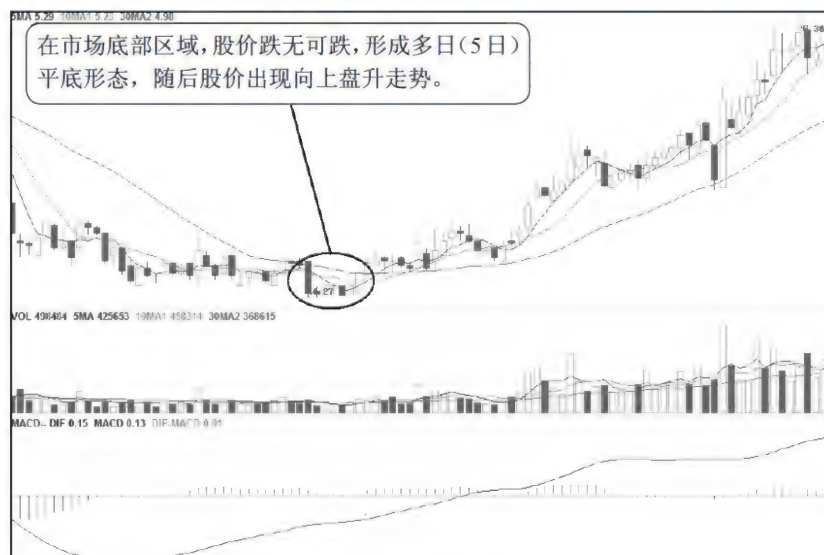 5MA 5.29 10MA1 5.23 30MA2 4.98
在市场底部区域，股价跌无可跌，形成多日(5日)
平底形态，随后股价出现向上盘升走势。
4.27
VOL 498484 5MA 425653 10MA1 458314 30MA2 368615
MACD- DIF 0.15 MACD 0.13 DIF-MACD 0.01